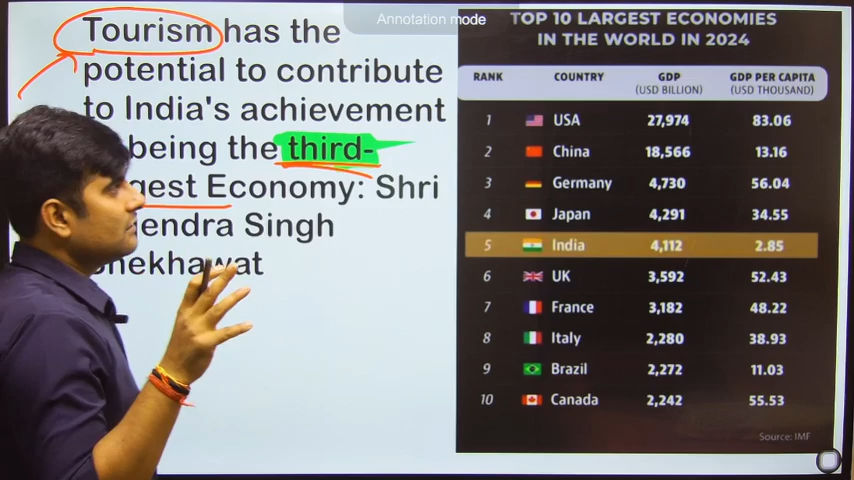 Annotation mode
Tourism has the
potential to contribute
to India's achievement
being the third-
gest Economy: Shri
endra Singh
hekhawat
TOP 10 LARGEST ECONOMIES
IN THE WORLD IN 2024
RANK COUNTRY GDP (USD BILLION) GDP PER CAPITA (USD THOUSAND)
1 USA 27,974 83.06
2 China 18,566 13.16
3 Germany 4,730 56.04
4 Japan 4,291 34.55
5 India 4,112 2.85
6 UK 3,592 52.43
7 France 3,182 48.22
8 Italy 2,280 38.93
9 Brazil 2,272 11.03
10 Canada 2,242 55.53
Source: IMF